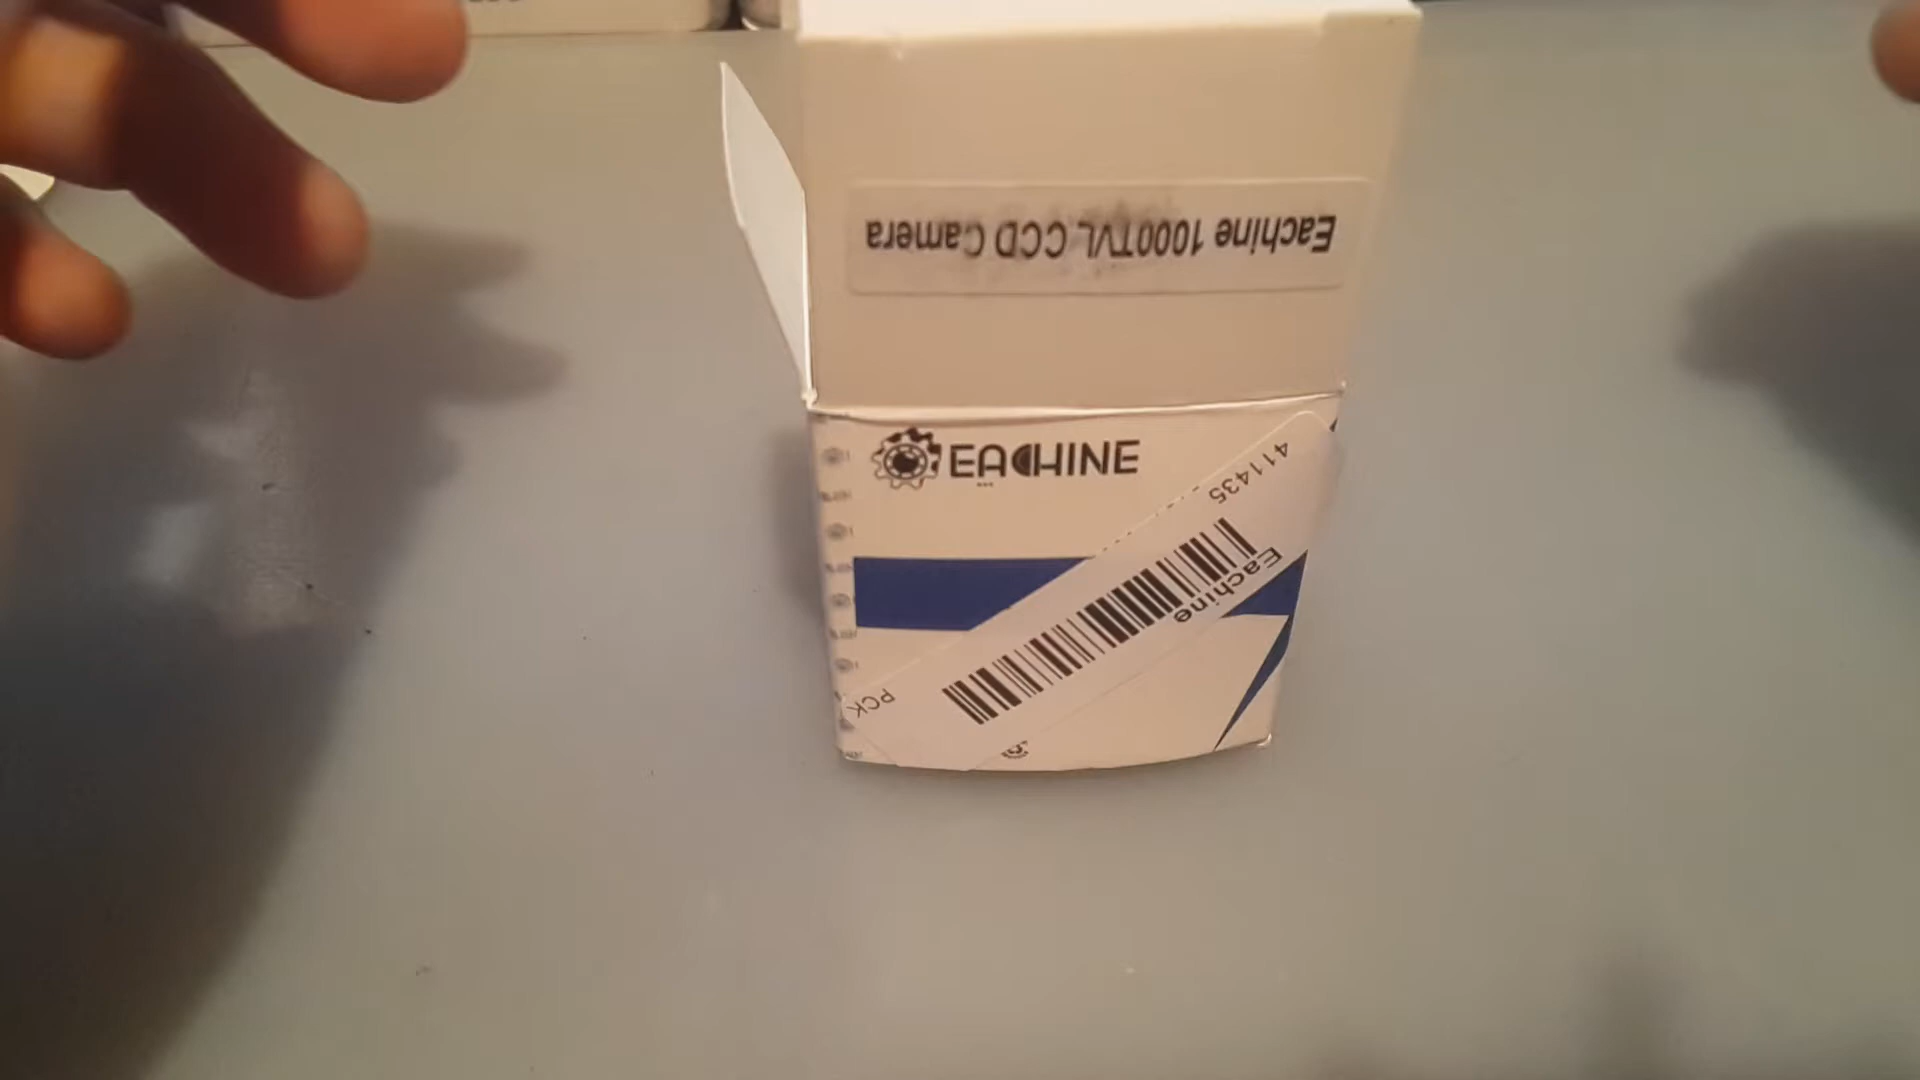 Eachine 1000TVL CCD Camera
EACHINE
411435
Eachine
PCK